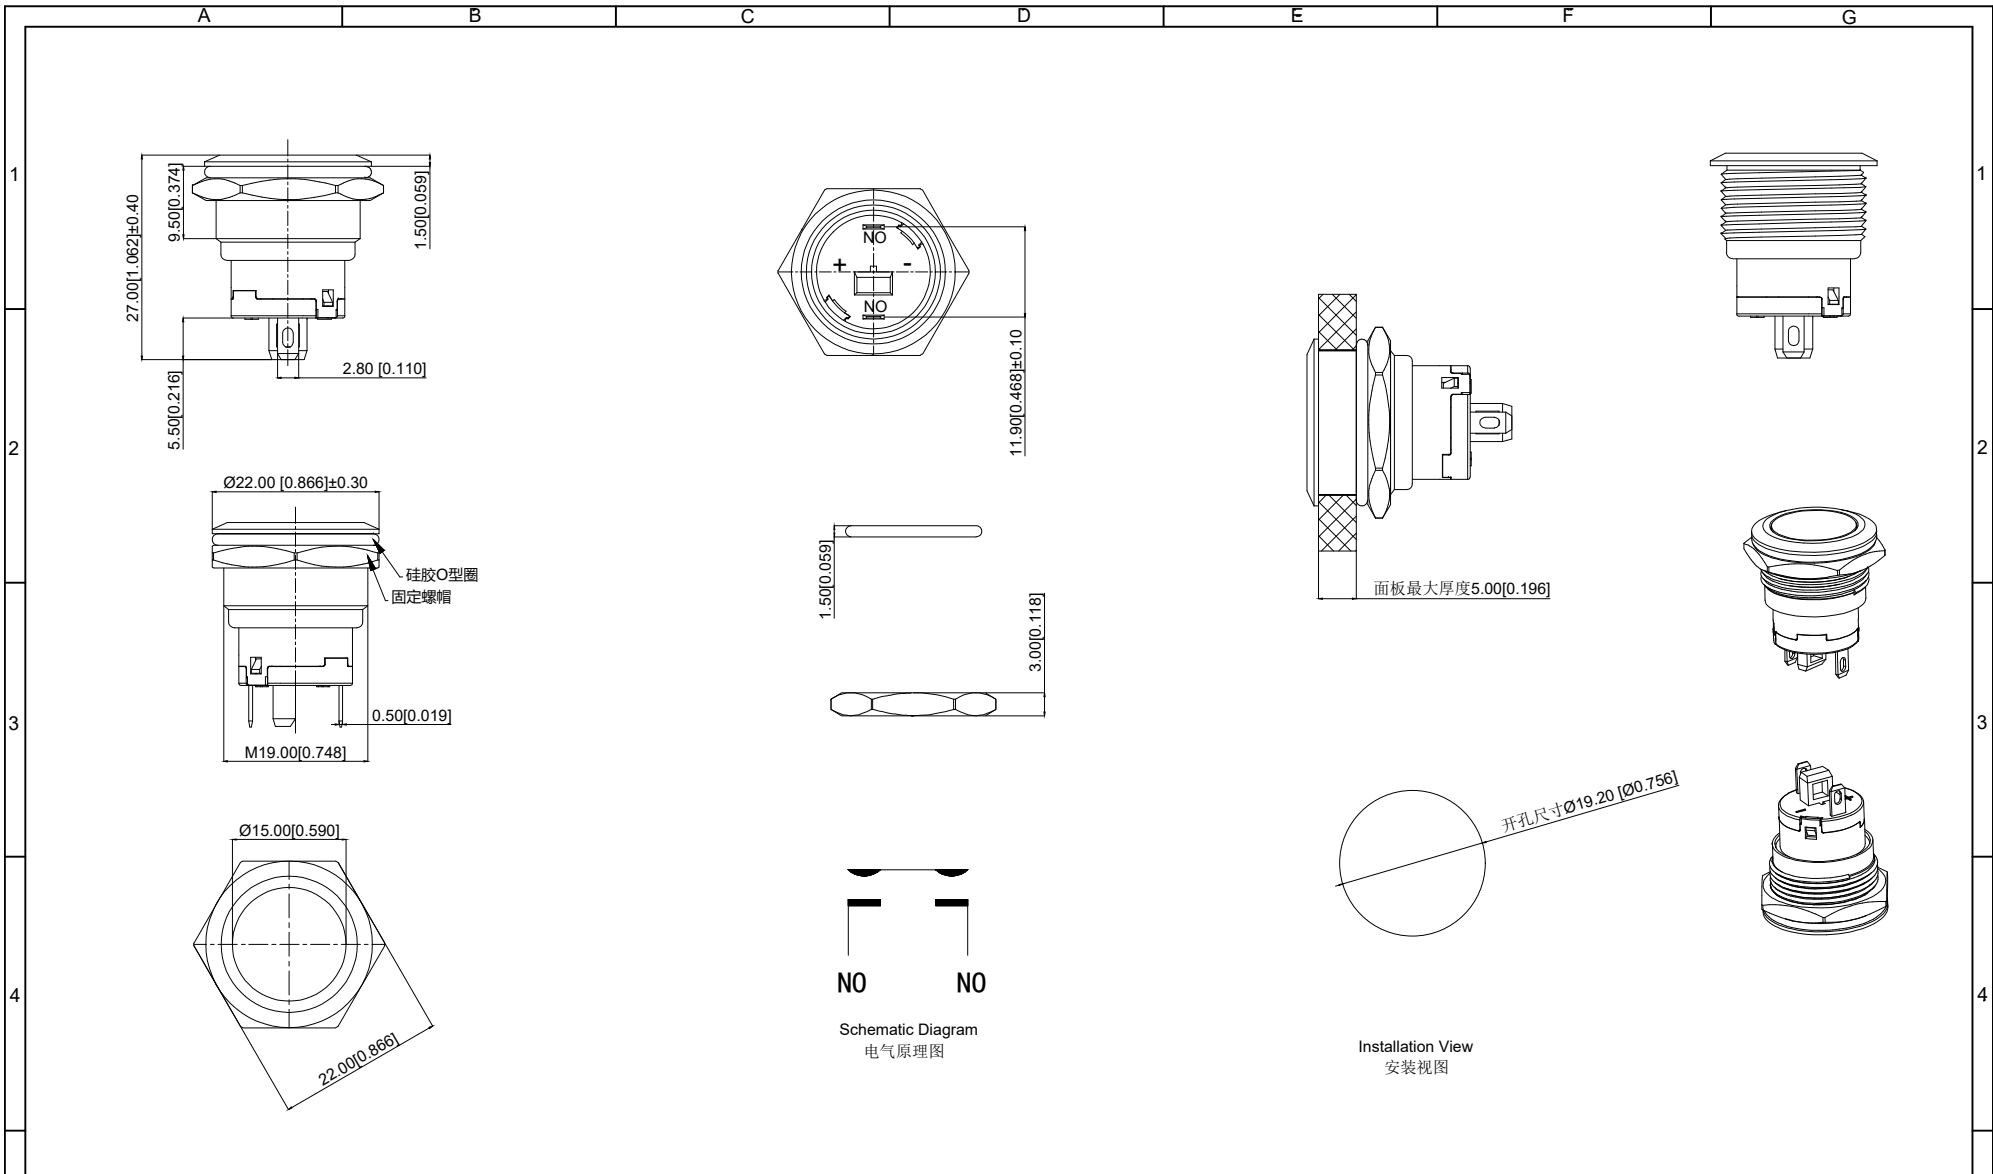 A B C D E F G
1
1
27.00[1.062]±0.40
9.50[0.374]
1.50[0.059]
5.50[0.216]
2.80 [0.110]
NO
+ -
NO
11.90[0.468]±0.10
2
2
Ø22.00 [0.866]±0.30
硅胶O型圈
固定螺帽
0.50[0.019]
M19.00[0.748]
1.50[0.059]
3.00[0.118]
面板最大厚度5.00[0.196]
3
3
开孔尺寸Ø19.20 [Ø0.756]
Ø15.00[0.590]
22.00[0.866]
NO NO
Schematic Diagram
电气原理图
Installation View
安装视图
4
4